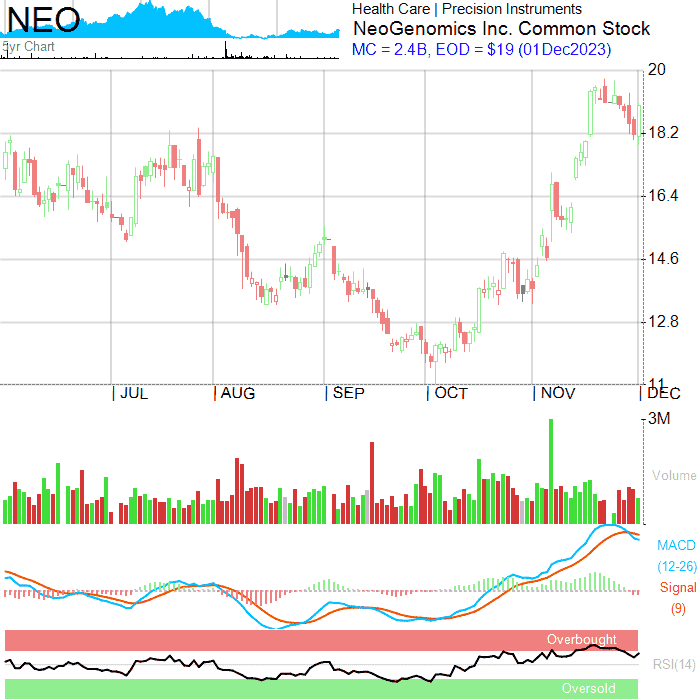 NEO
5yr Chart
Health Care | Precision Instruments
NeoGenomics Inc. Common Stock
MC = 2.4B, EOD = $19 (01Dec2023)
20
18.2
16.4
14.6
12.8
11
JUL AUG SEP OCT NOV DEC
3M
Volume
MACD
(12-26)
Signal
(9)
Overbought
RSI(14)
Oversold